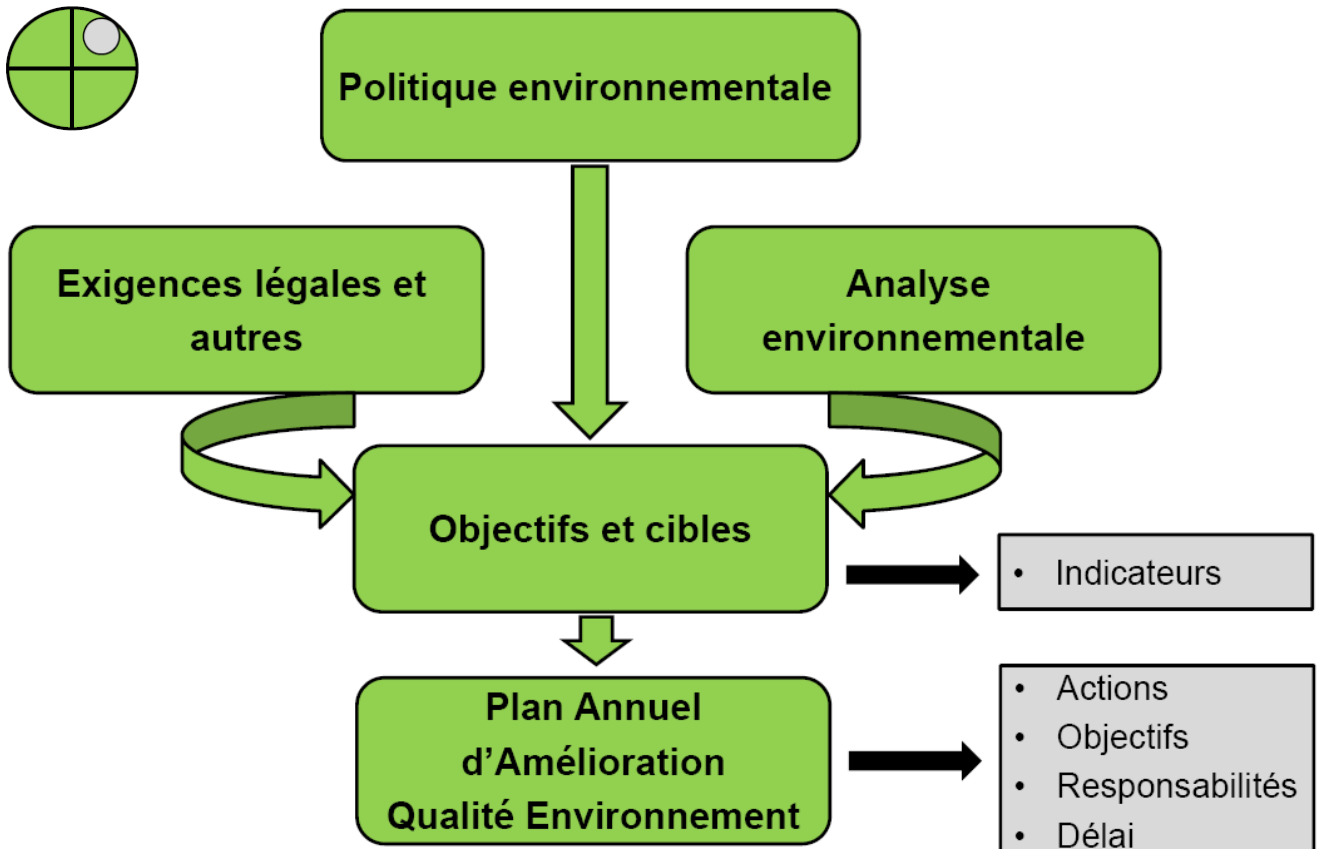 Politique environnementale
Exigences légales et
autres
Analyse
environnementale
Objectifs et cibles
• Indicateurs
Plan Annuel
d’Amélioration
Qualité Environnement
• Actions
• Objectifs
• Responsabilités
• Délai